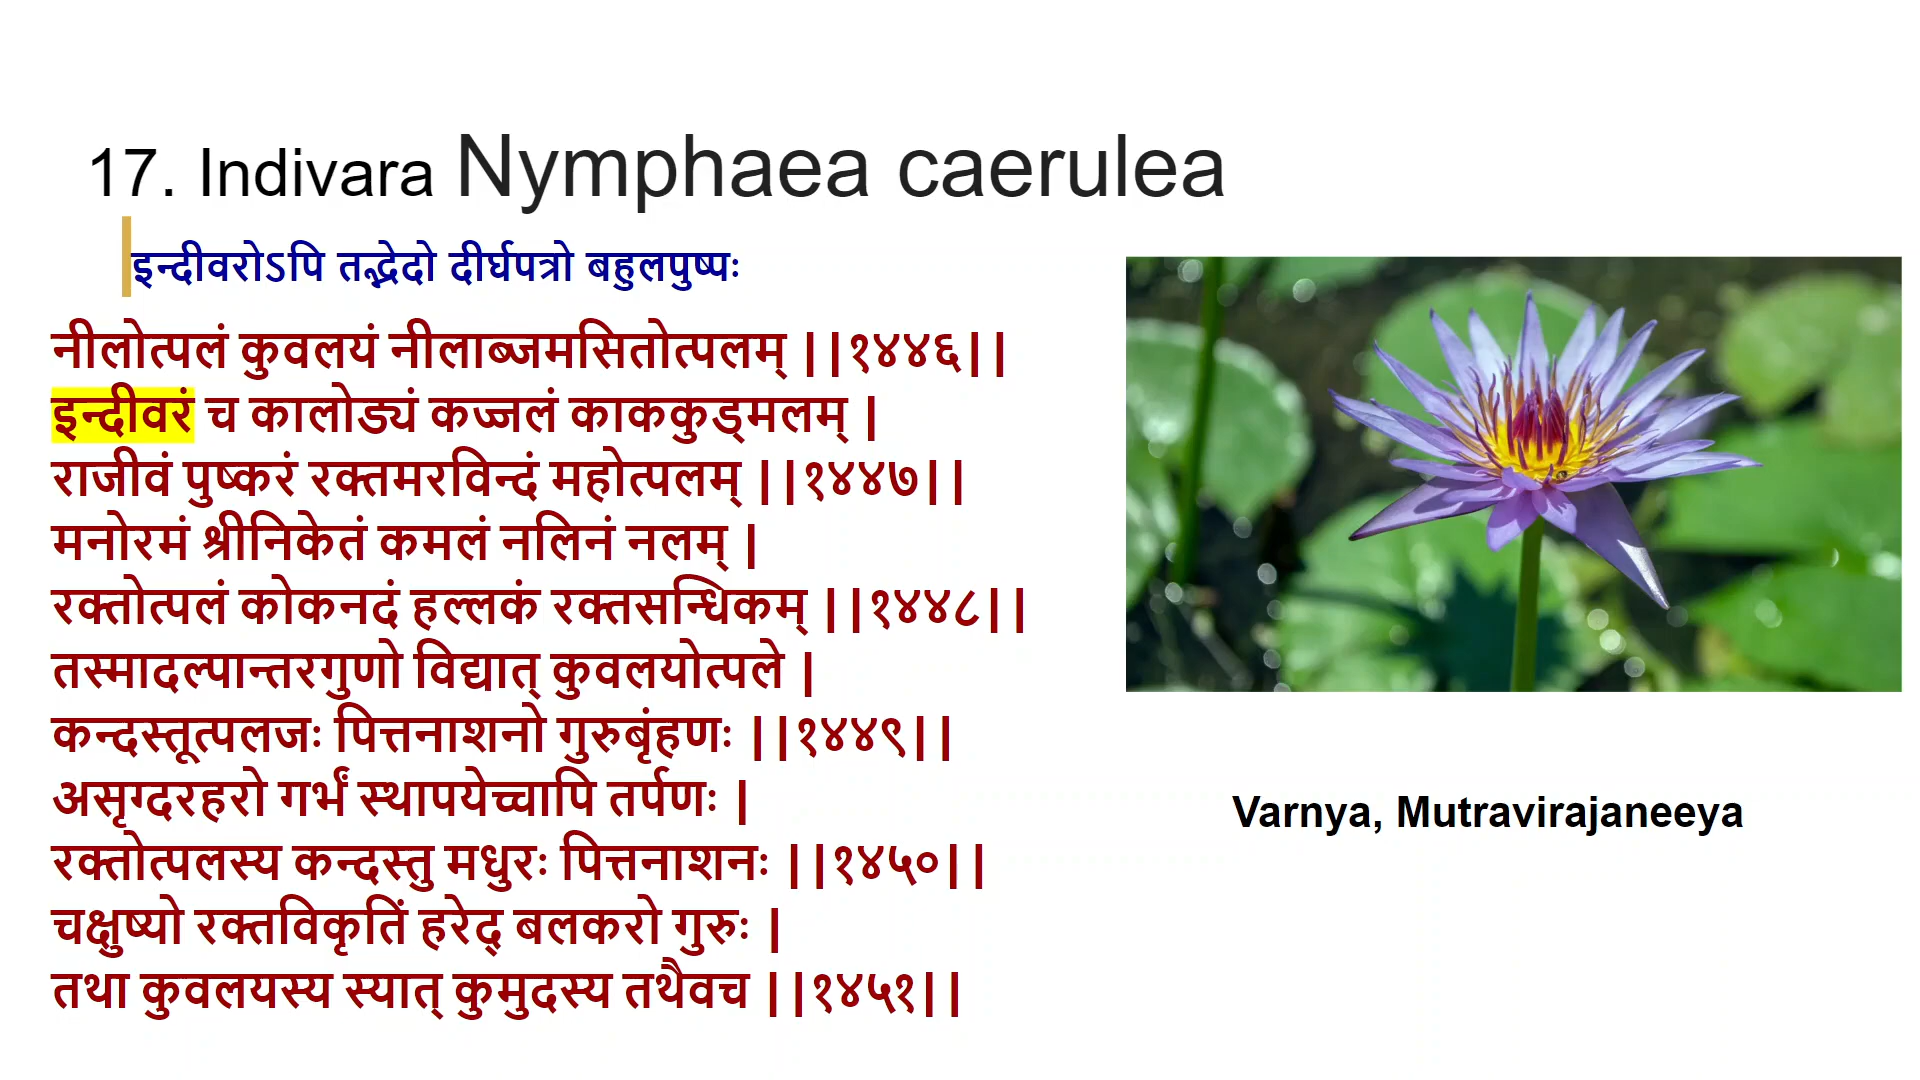 17. Indivara Nymphaea caerulea
इन्दीवरोऽपि तद्भेदो दीर्घपत्रो बहुलपुष्पः
नीलोत्पलं कुवलयं नीलाब्जमसितोत्पलम् ||१४४६||
इन्दीवरं च कालोड्यं कज्जलं काककुड्मलम् |
राजीवं पुष्करं रक्तमरविन्दं महोत्पलम् ||१४४७||
मनोरमं श्रीनिकेतं कमलं नलिनं नलम् |
रक्तोत्पलं कोकनदं हल्लकं रक्तसन्धिकम् ||१४४८||
तस्मादल्पान्तरगुणो विद्यात् कुवलयोत्पले |
कन्दस्तूत्पलजः पित्तनाशनो गुरुबृंहणः ||१४४९||
असृग्दरहरो गर्भं स्थापयेच्चापि तर्पणः |
रक्तोत्पलस्य कन्दस्तु मधुरः पित्तनाशनः ||१४५०||
चक्षुष्यो रक्तविकृतिं हरेद् बलकरो गुरुः |
तथा कुवलयस्य स्यात् कुमुदस्य तथैवच ||१४५१||
Varnya, Mutravirajaneeya